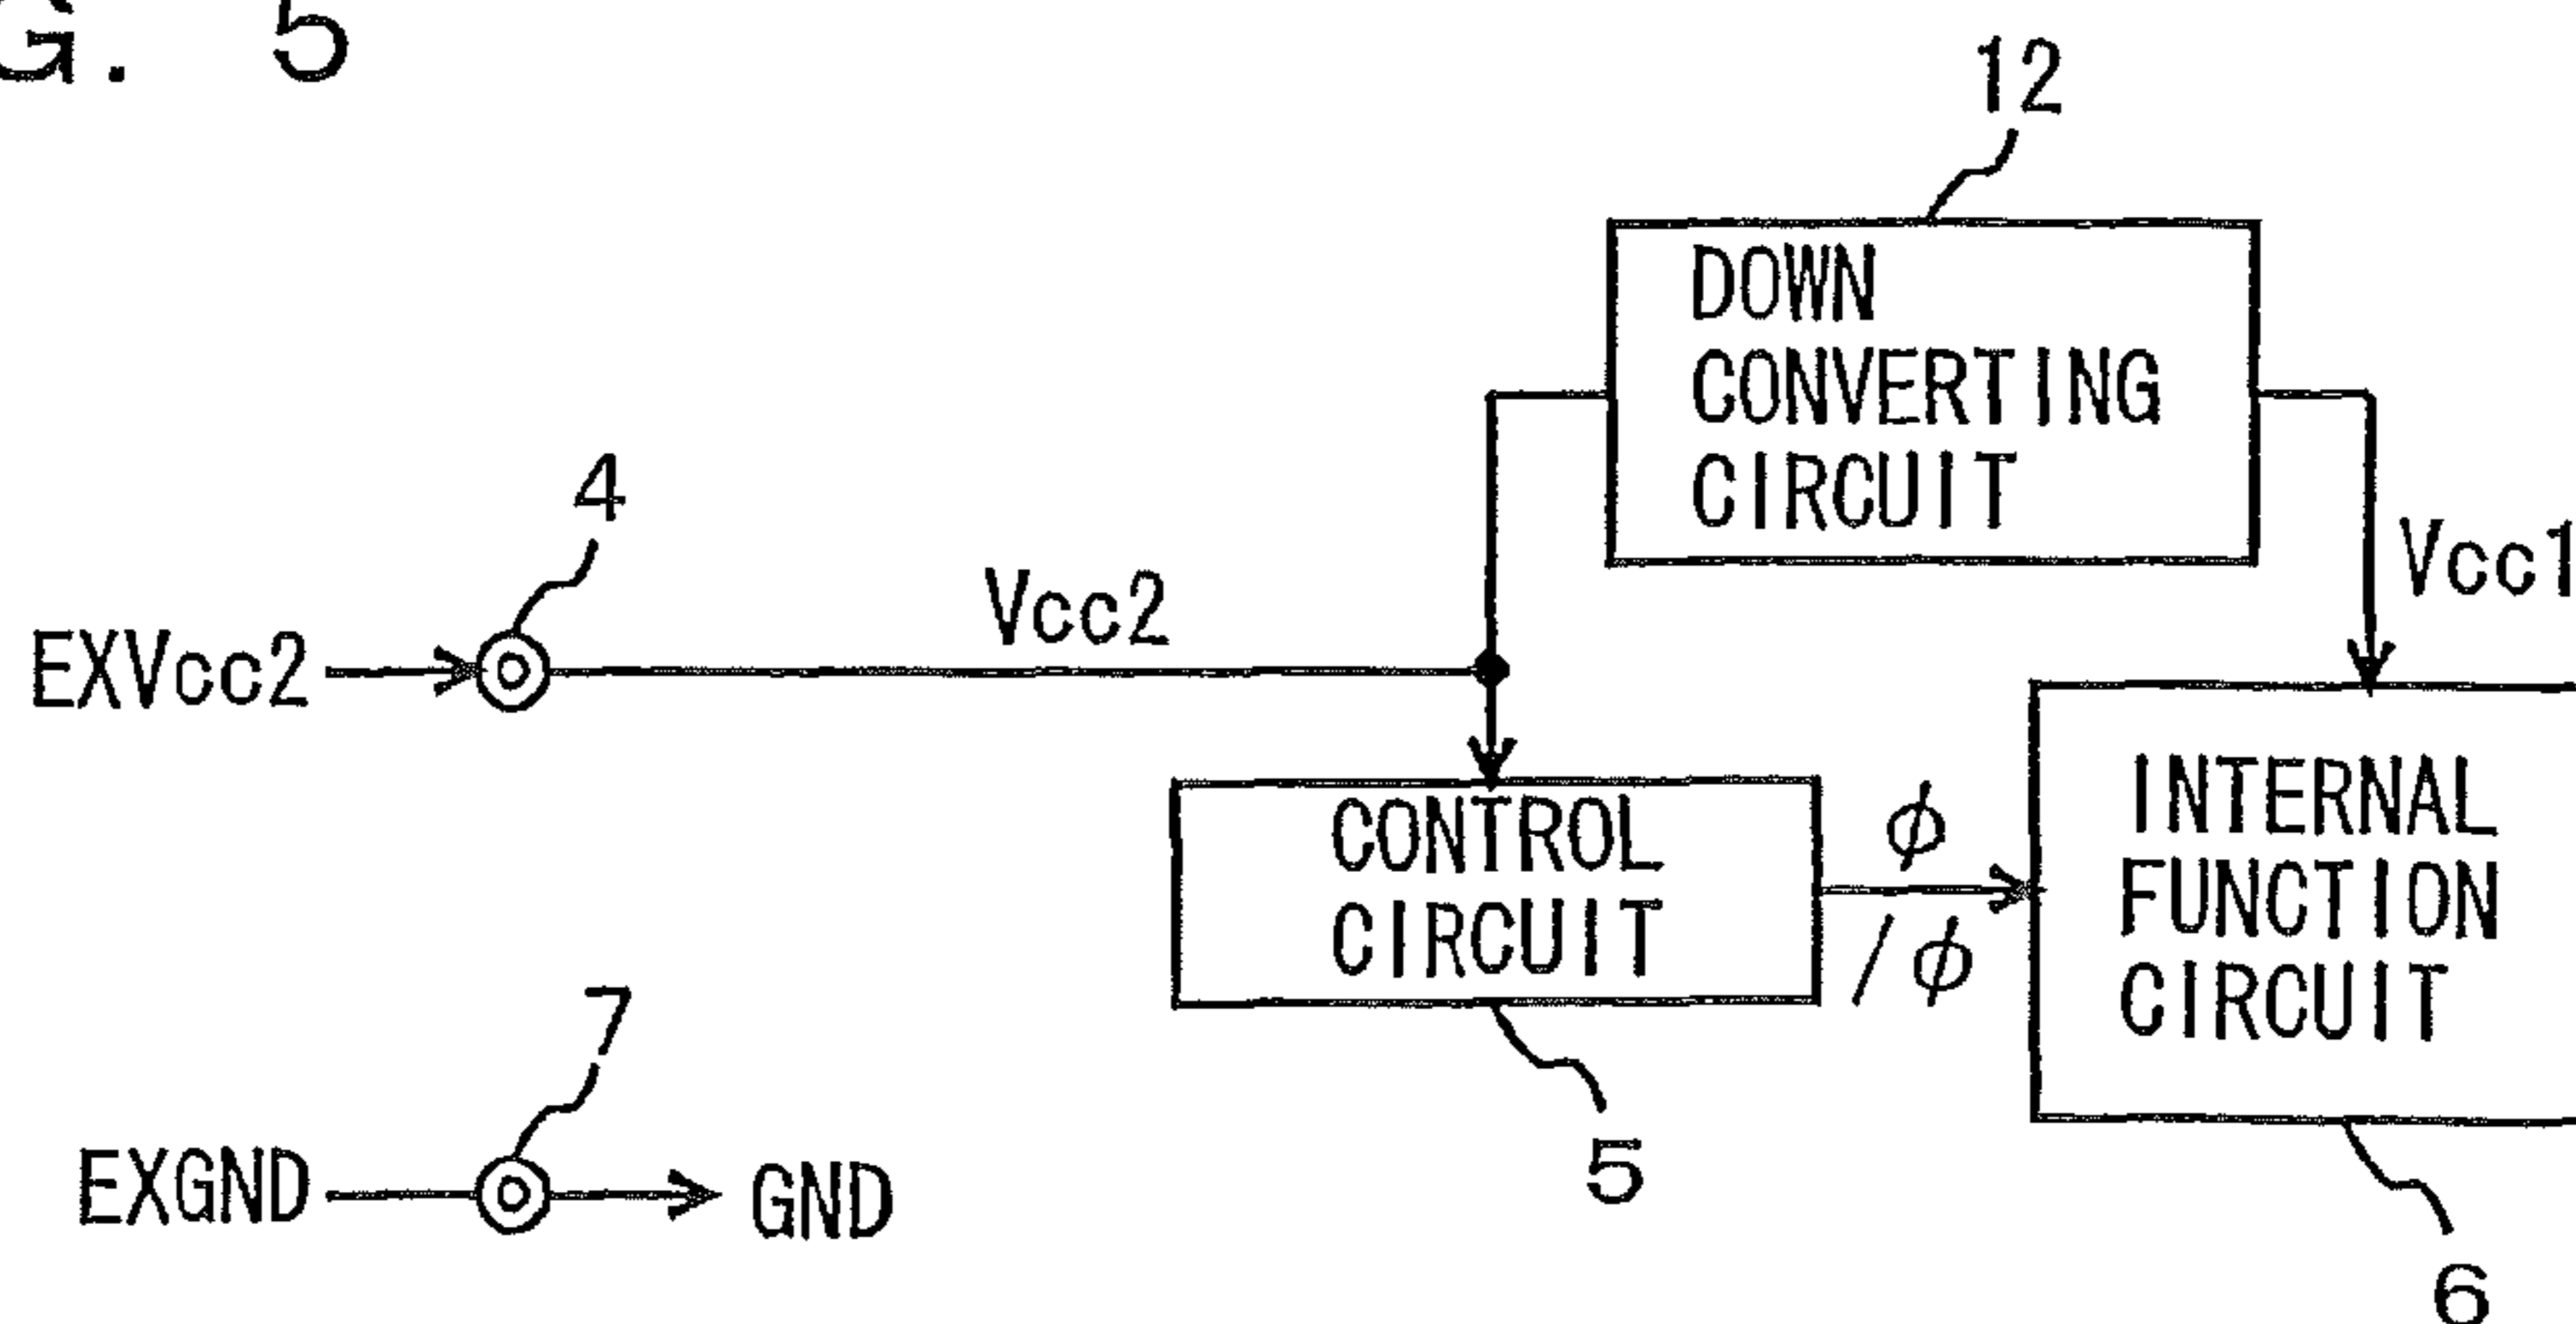 G. 5
12
DOWN
CONVERTING
CIRCUIT
4
Vcc2
Vcc1
EXVcc2
CONTROL
CIRCUIT
φ
/φ
INTERNAL
FUNCTION
CIRCUIT
7
5
EXGND
GND
6